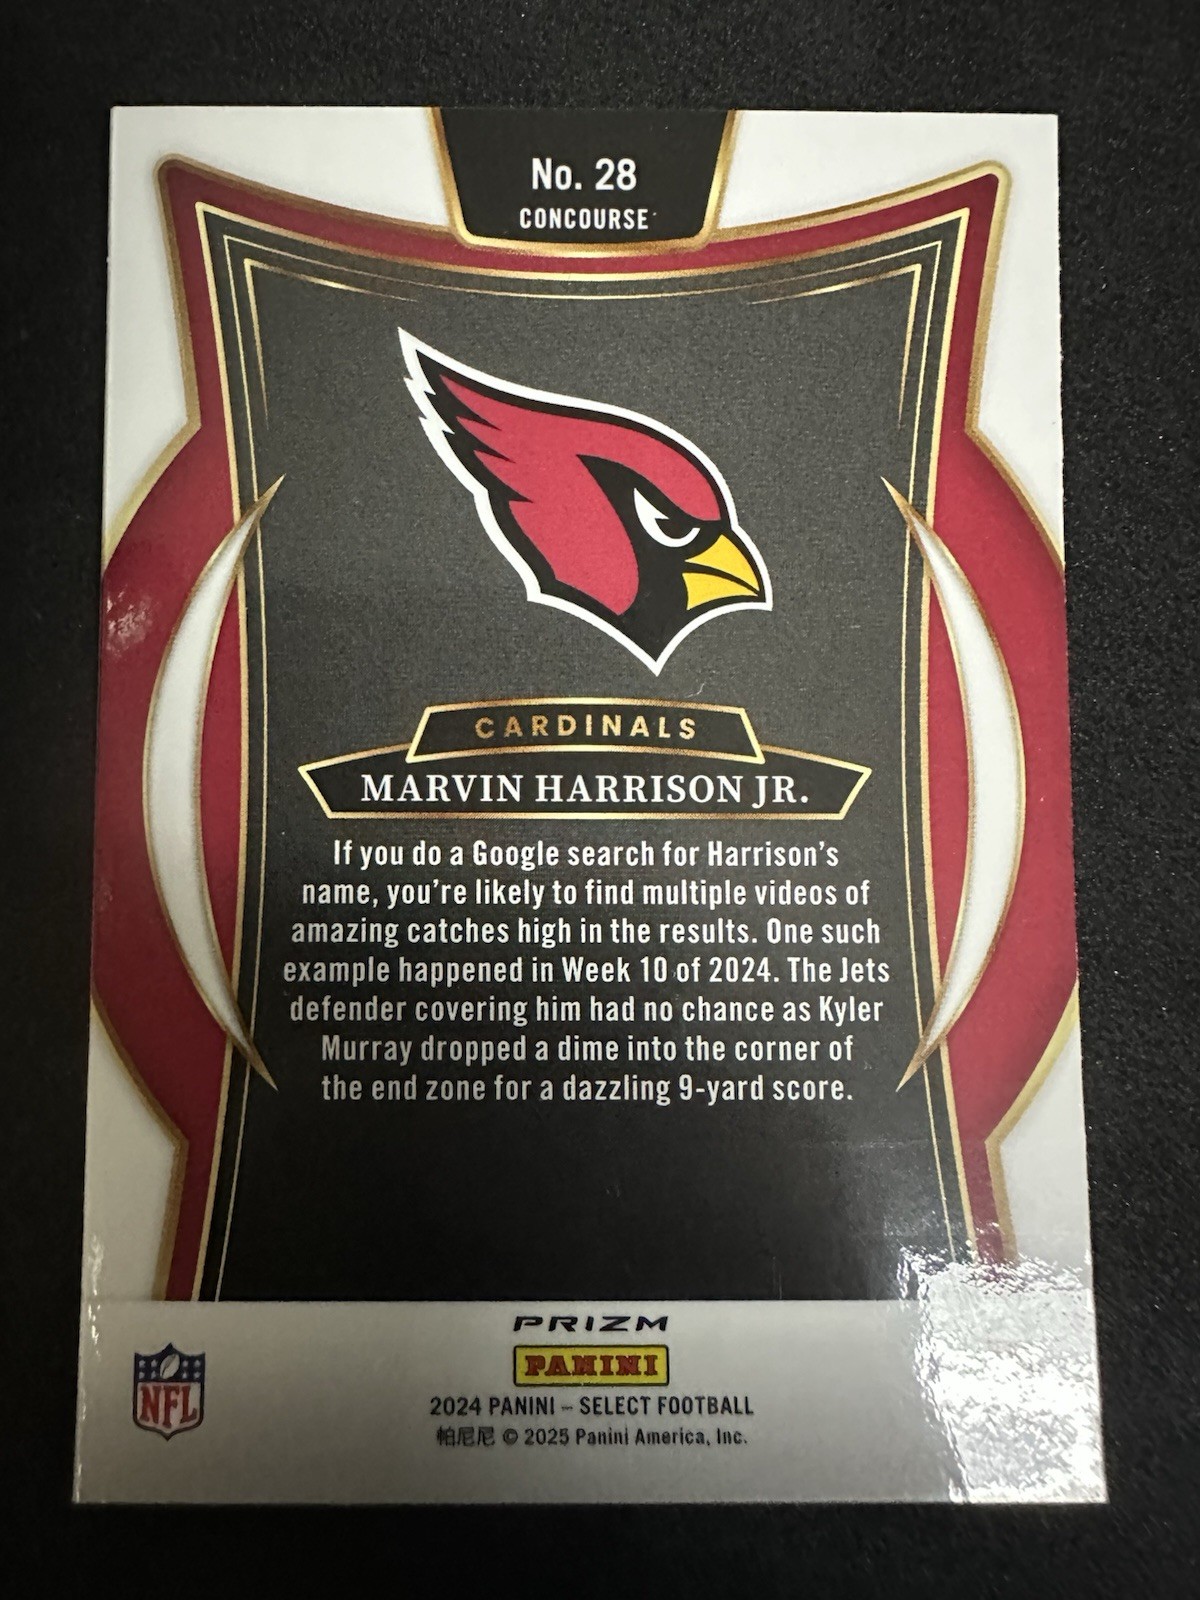 No. 28
CONCOURSE
CARDINALS
MARVIN HARRISON JR.
If you do a Google search for Harrison's
name, you're likely to find multiple videos of
amazing catches high in the results. One such
example happened in Week 10 of 2024. The Jets
defender covering him had no chance as Kyler
Murray dropped a dime into the corner of
the end zone for a dazzling 9-yard score.
PRIZM
PANINI
NFL
2024 PANINI – SELECT FOOTBALL
帕尼尼 © 2025 Panini America, Inc.